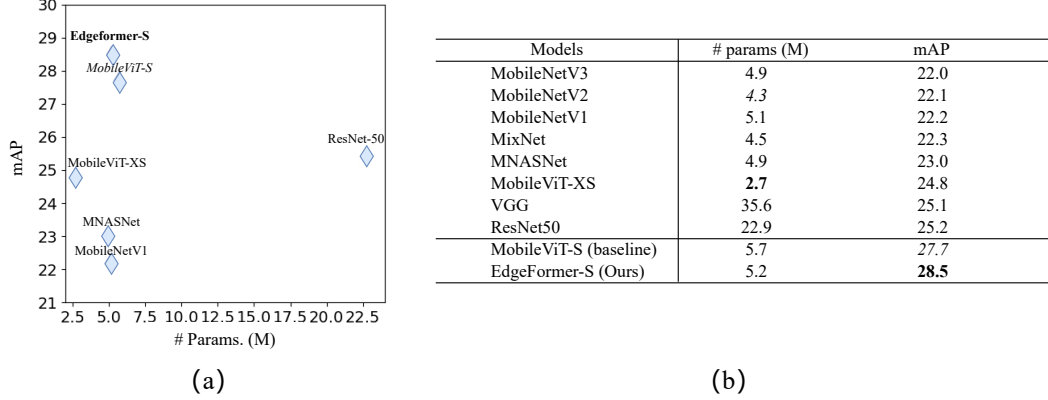 30
29
28
27
26
25
24
23
22
21
mAP
Edgeformer-S
MobileViT-S
ResNet-50
MobileViT-XS
MNASNet
MobileNetV1
2.5 5.0 7.5 10.0 12.5 15.0 17.5 20.0 22.5
# Params. (M)
(a)
Models # params (M) mAP
MobileNetV3 4.9 22.0
MobileNetV2 4.3 22.1
MobileNetV1 5.1 22.2
MixNet 4.5 22.3
MNASNet 4.9 23.0
MobileViT-XS 2.7 24.8
VGG 35.6 25.1
ResNet50 22.9 25.2
MobileViT-S (baseline) 5.7 27.7
EdgeFormer-S (Ours) 5.2 28.5
(b)